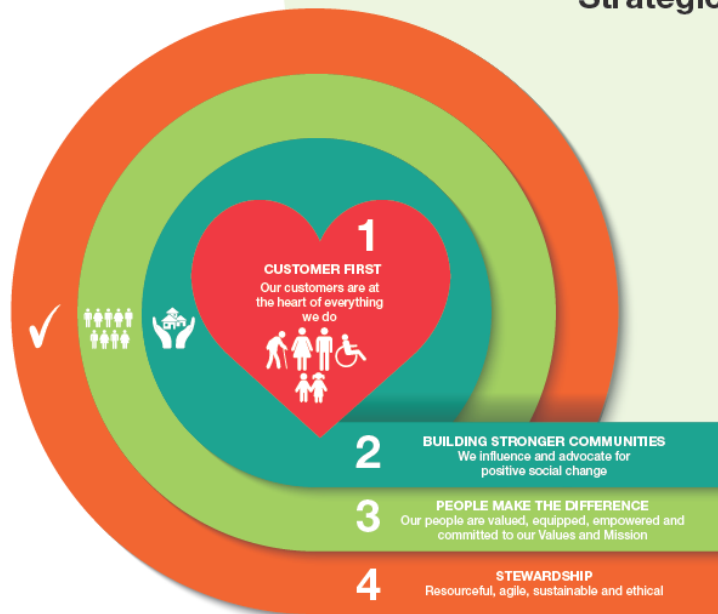 Strategic
1
CUSTOMER FIRST
Our customers are at
the heart of everything
we do
2
BUILDING STRONGER COMMUNITIES
We influence and advocate for
positive social change
3
PEOPLE MAKE THE DIFFERENCE
Our people are valued, equipped, empowered and
committed to our Values and Mission
4
STEWARDSHIP
Resourceful, agile, sustainable and ethical